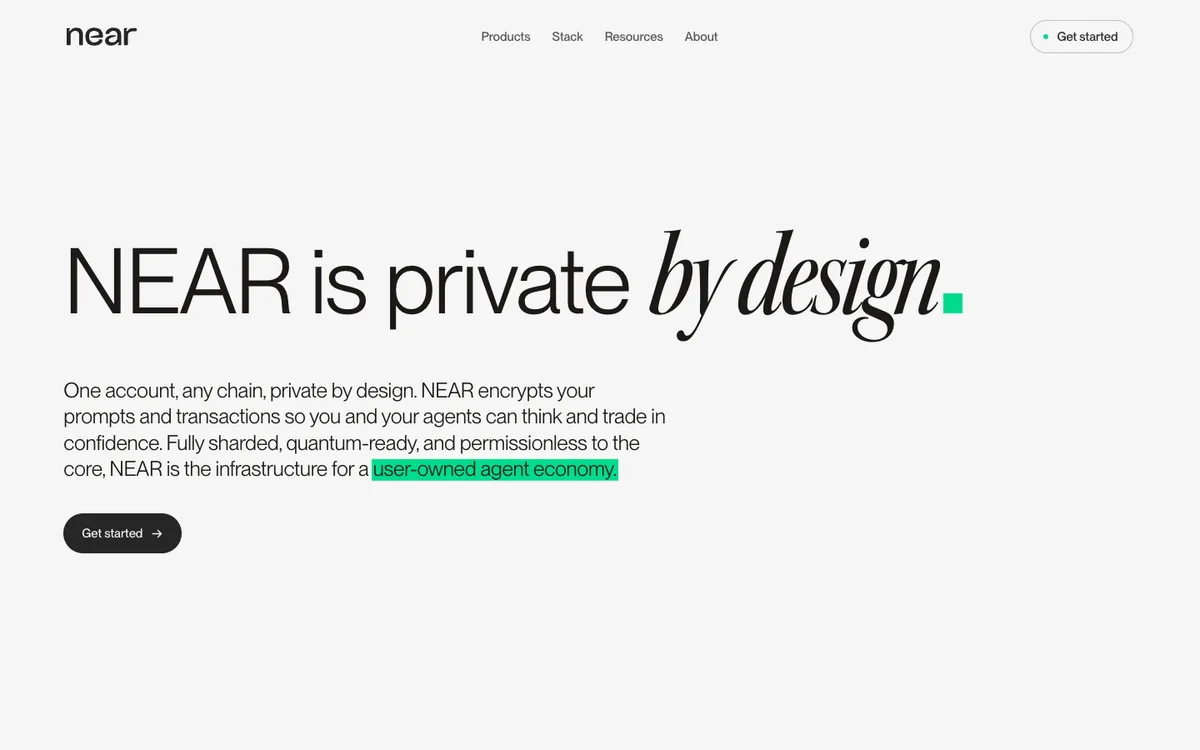 near
Products
Stack
Resources
About
Get started
NEAR is private by design.
One account, any chain, private by design. NEAR encrypts your
prompts and transactions so you and your agents can think and trade in
confidence. Fully sharded, quantum-ready, and permissionless to the
core, NEAR is the infrastructure for a user-owned agent economy.
Get started →